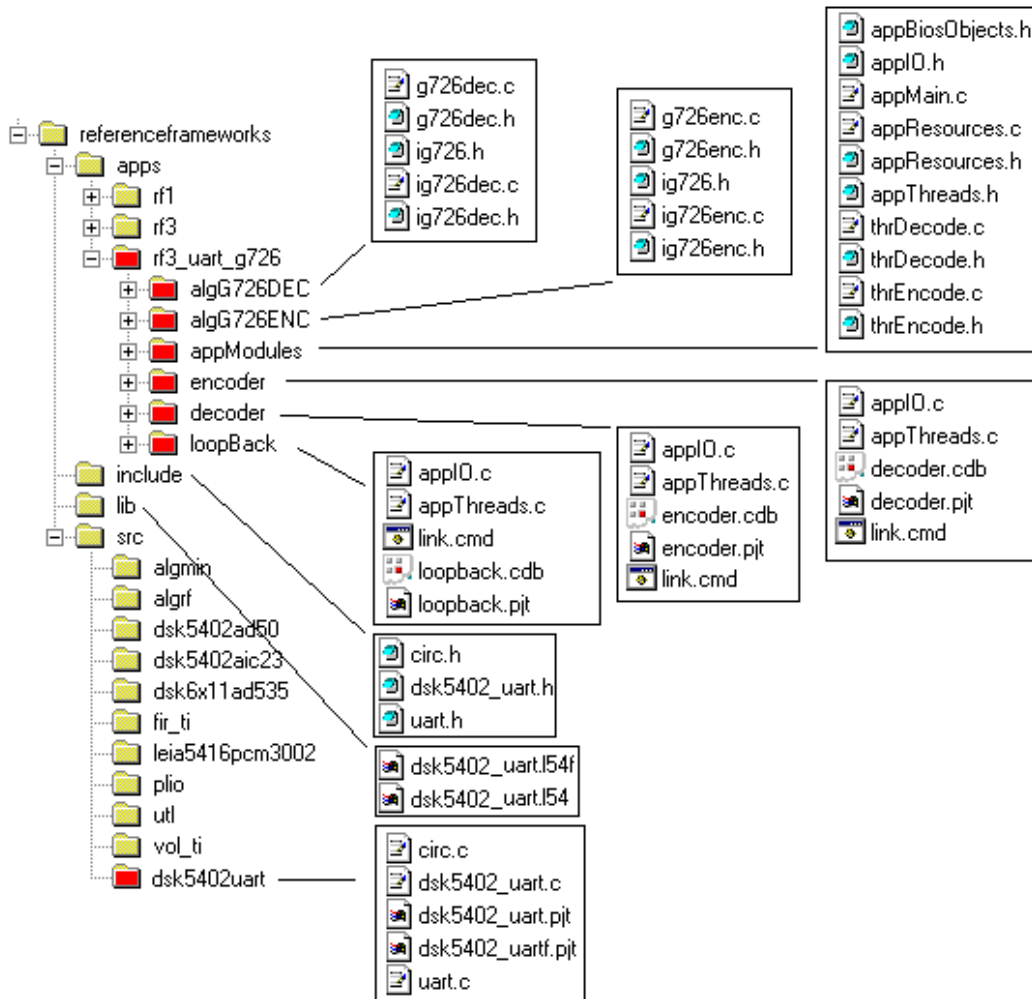 referenceframeworks
apps
rf1
rf3
rf3_uart_g726
algG726DEC
algG726ENC
appModules
encoder
decoder
loopBack
include
lib
src
algmin
algrf
dsk5402ad50
dsk5402aic23
dsk6x11ad535
fir_ti
leia5416pcm3002
plio
utl
vol_ti
dsk5402uart
g726dec.c
g726dec.h
ig726.h
ig726dec.c
ig726dec.h
g726enc.c
g726enc.h
ig726.h
ig726enc.c
ig726enc.h
appBiosObjects.h
appIO.h
appMain.c
appResources.c
appResources.h
appThreads.h
thrDecode.c
thrDecode.h
thrEncode.c
thrEncode.h
appIO.c
appThreads.c
link.cmd
loopback.cdb
loopback.pjt
appIO.c
appThreads.c
encoder.cdb
encoder.pjt
link.cmd
appIO.c
appThreads.c
decoder.cdb
decoder.pjt
link.cmd
circ.h
dsk5402_uart.h
uart.h
dsk5402_uart.l54f
dsk5402_uart.l54
circ.c
dsk5402_uart.c
dsk5402_uart.pjt
dsk5402_uartf.pjt
uart.c